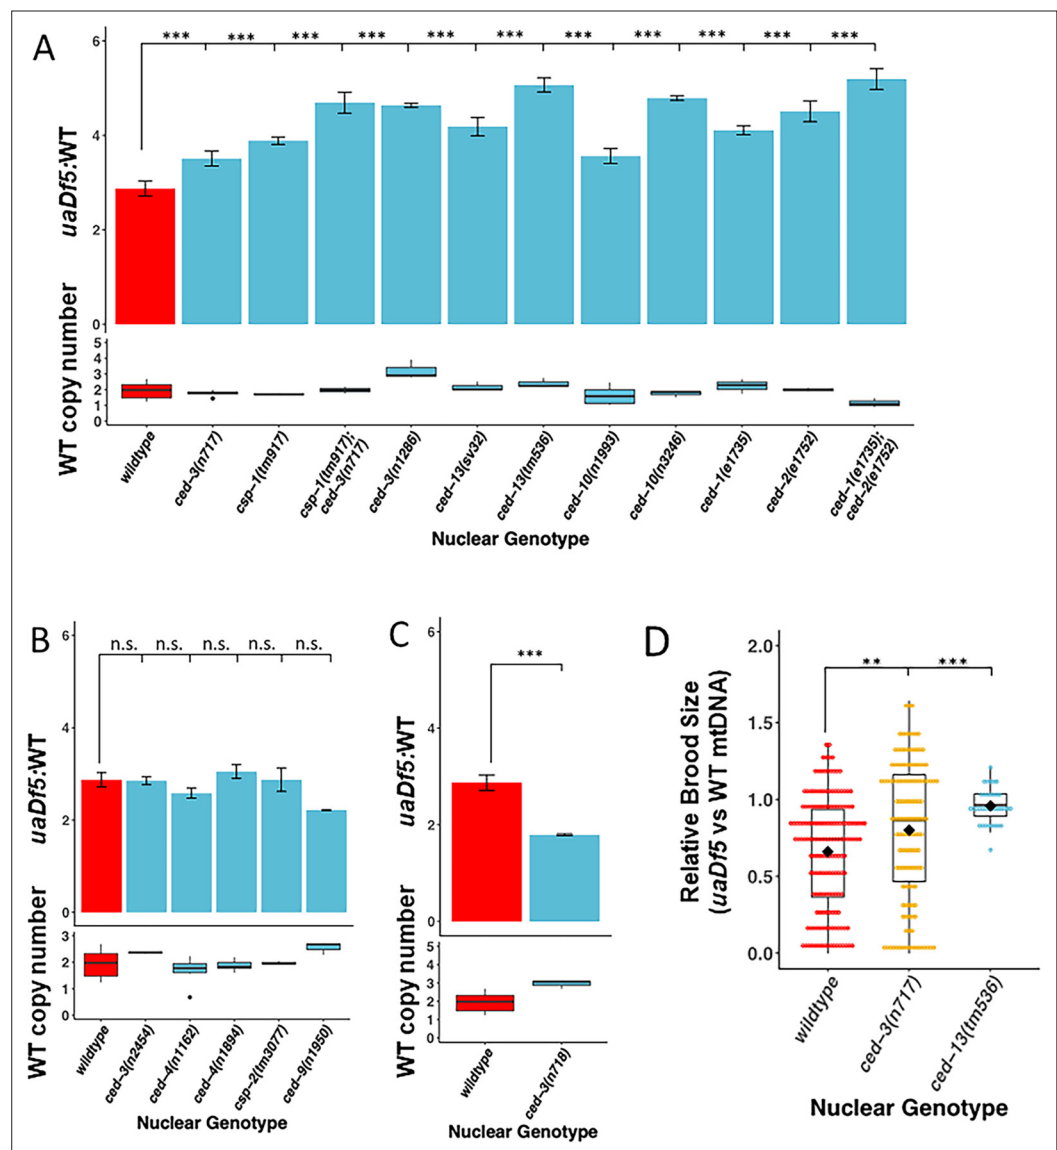 A
*** *** *** *** *** *** *** *** *** *** ***
uaDf5:WT
6
4
2
0
WT copy number
5
4
3
2
1
0
wildtype
ced-3(n717)
csp-1(tm917)
csp-1(tm917);
ced-3(n717)
ced-3(n1286)
ced-13(sv32)
ced-13(tm536)
ced-10(n1993)
ced-10(n3246)
ced-1(e1735)
ced-2(e1752)
ced-1(e1735);
ced-2(e1752)
Nuclear Genotype
B
n.s. n.s. n.s. n.s. n.s.
uaDf5:WT
6
4
2
0
WT copy number
3
2
1
0
wildtype
ced-3(n2454)
ced-4(n1162)
ced-4(n1894)
csp-2(tm3077)
ced-9(n1950)
Nuclear Genotype
C
***
uaDf5:WT
6
4
2
0
WT copy number
5
4
3
2
1
0
wildtype
ced-3(n718)
Nuclear Genotype
D
** ***
Relative Brood Size
(uaDf5 vs WT mtDNA)
2.0
1.5
1.0
0.5
0.0
wildtype
ced-3(n717)
ced-13(tm536)
Nuclear Genotype